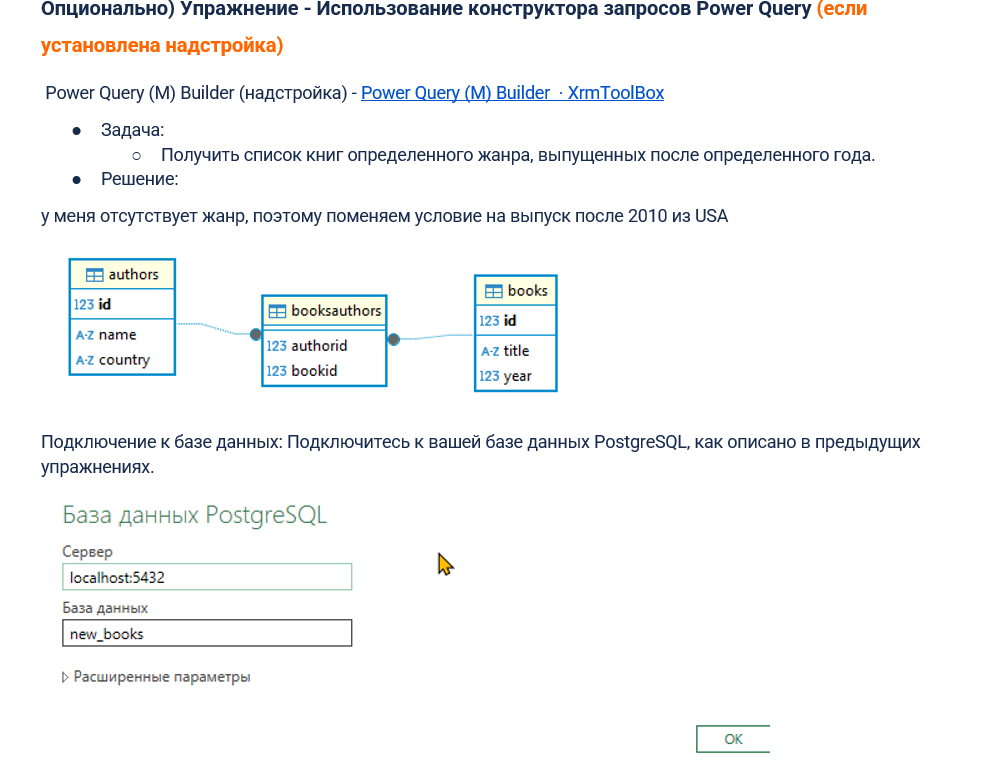 Опционально) Упражнение - Использование конструктора запросов Power Query (если
установлена надстройка)
Power Query (M) Builder (надстройка) - Power Query (M) Builder · XrmToolBox
● Задача:
○ Получить список книг определенного жанра, выпущенных после определенного года.
● Решение:
у меня отсутствует жанр, поэтому поменяем условие на выпуск после 2010 из USA
authors
123 id
A-Z name
A-Z country
booksauthors
123 authorid
123 bookid
books
123 id
A-Z title
123 year
Подключение к базе данных: Подключитесь к вашей базе данных PostgreSQL, как описано в предыдущих
упражнениях.
База данных PostgreSQL
Сервер
localhost:5432
База данных
new_books
Расширенные параметры
ОК